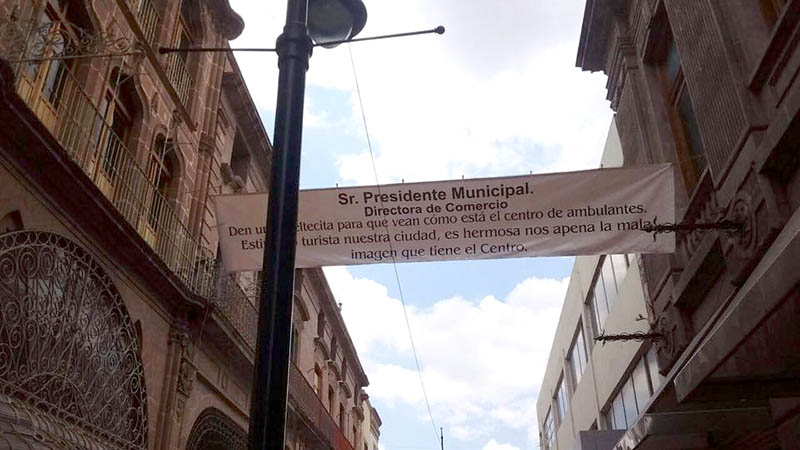 Sr. Presidente Municipal.
Directora de Comercio
Den u eltecita para que vean cómo está el centro de ambulantes.
Esti turista nuestra ciudad, es hermosa nos apena la mala
imagen que tiene el Centro.